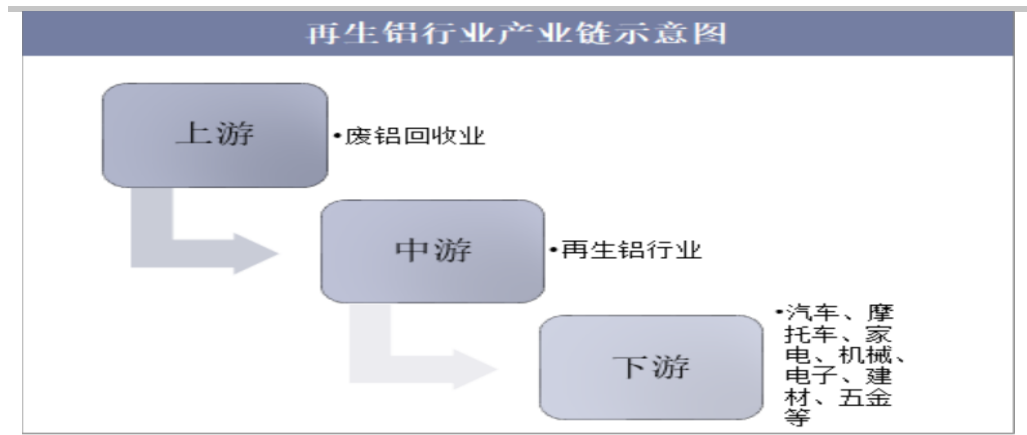 再生铝行业产业链示意图
上游
•废铝回收业
中游
•再生铝行业
下游
•汽车、摩
托车、家
电、机械、
电子、建
材、五金
等